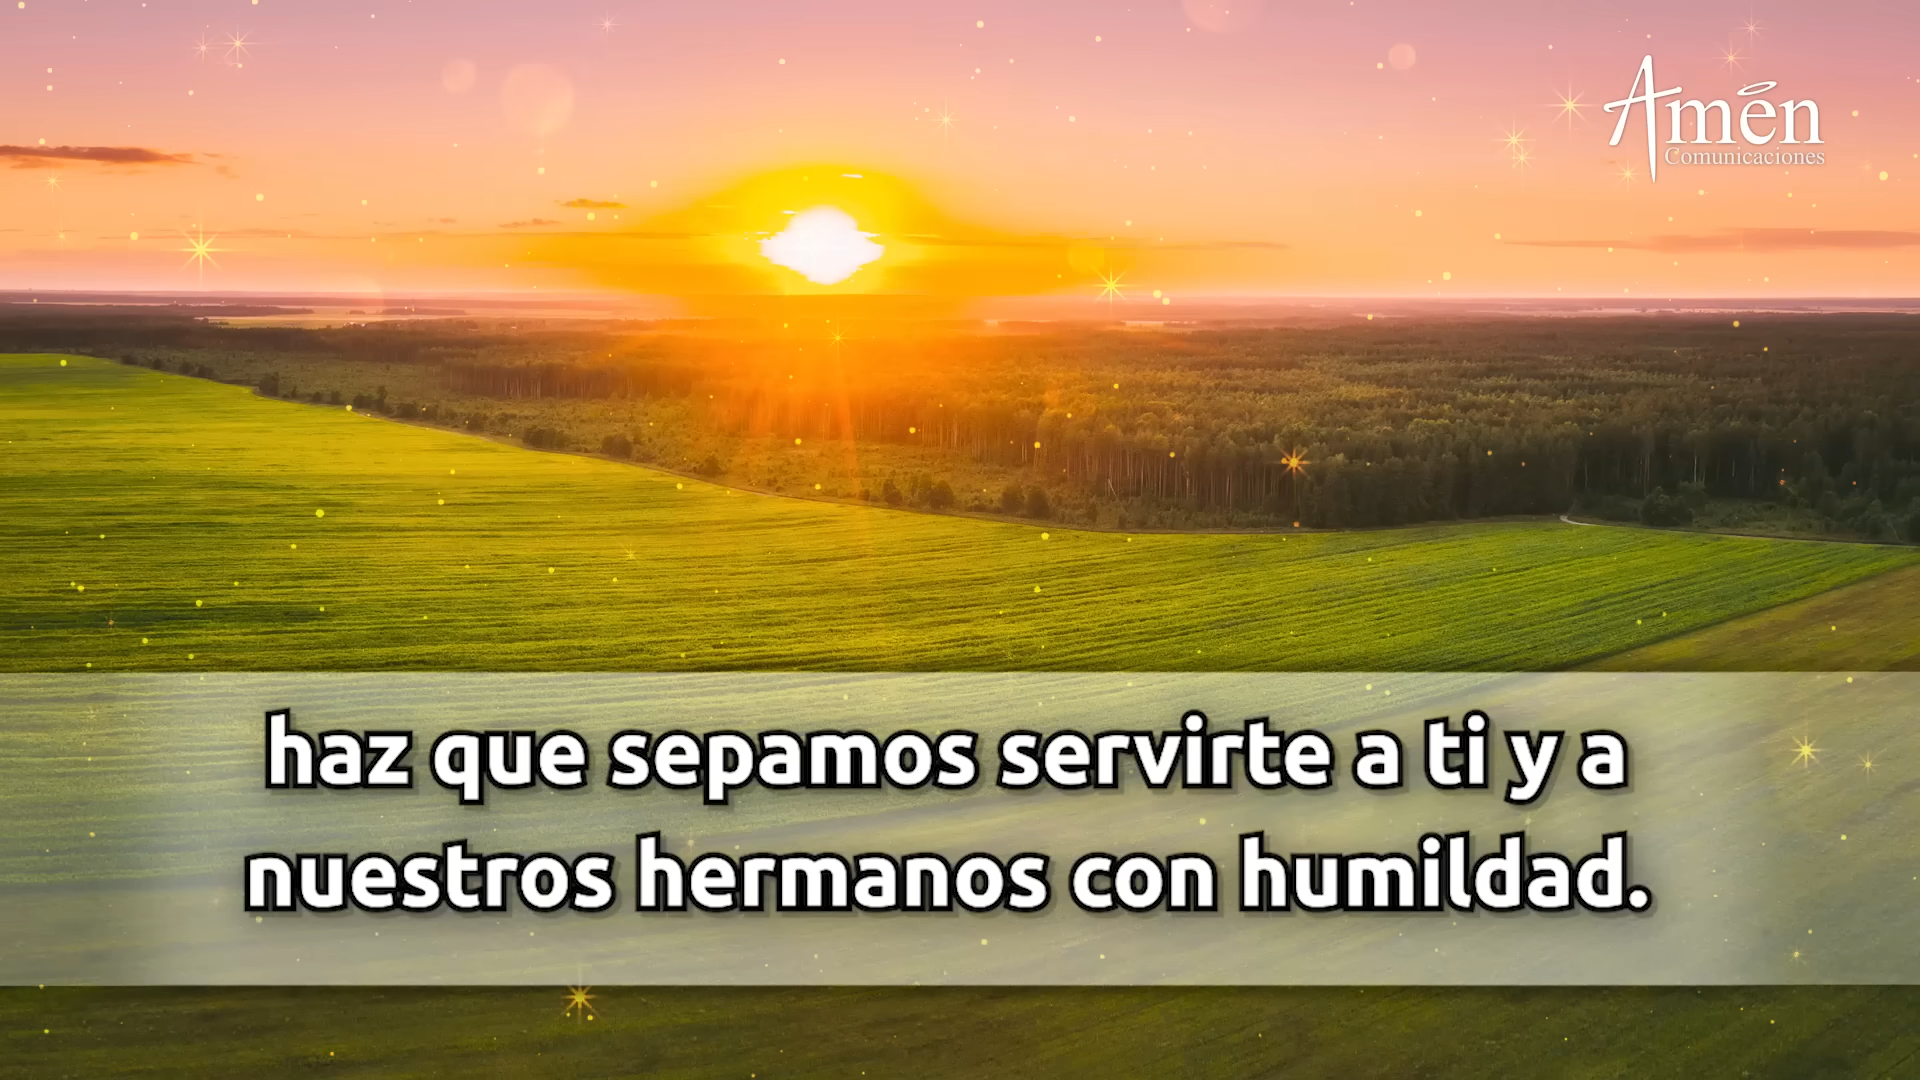 Amén
Comunicaciones
haz que sepamos servirte a ti y a
nuestros hermanos con humildad.